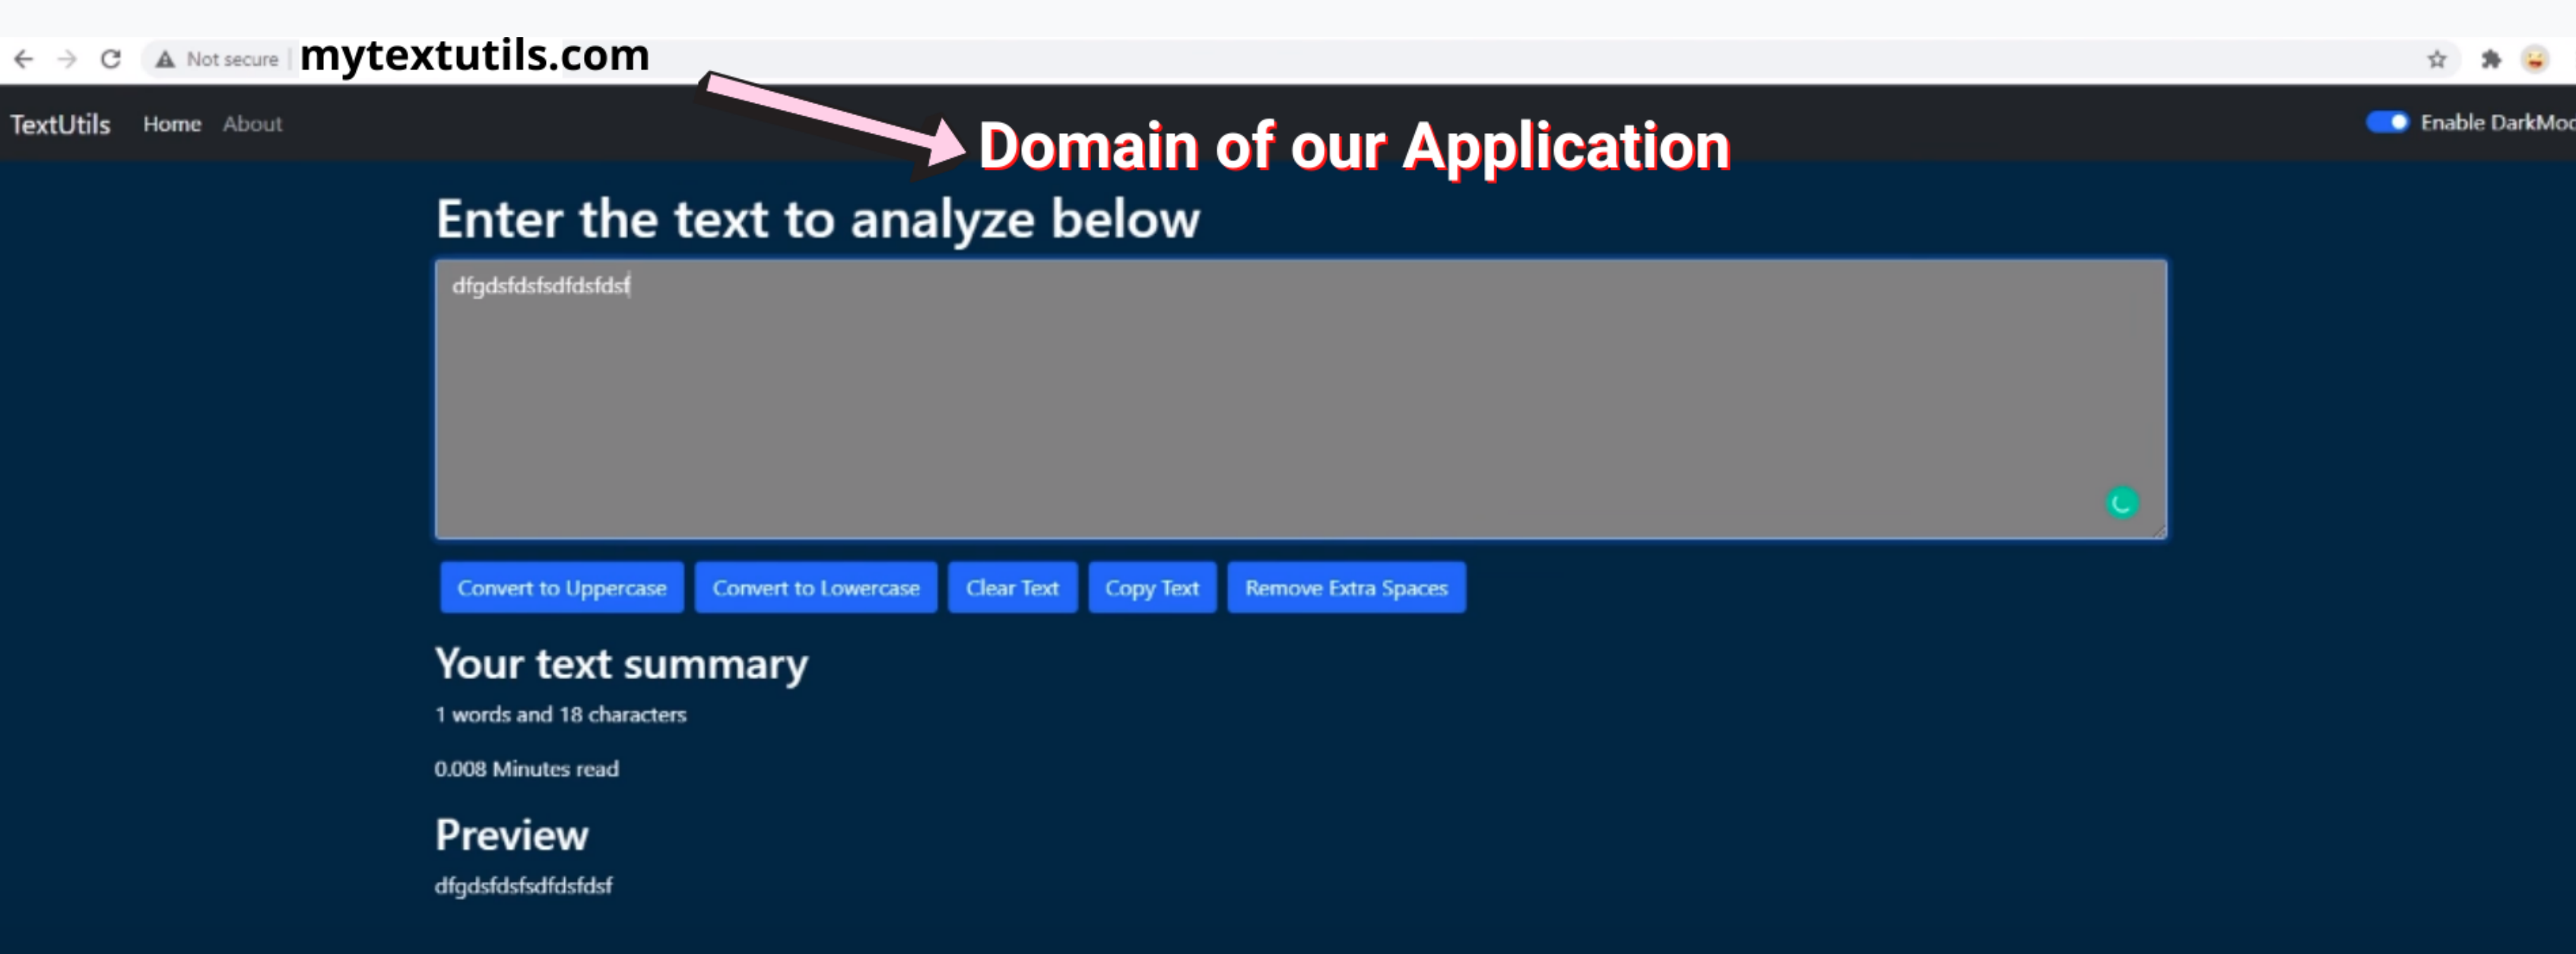 Not secure mytextutils.com
TextUtils Home About Enable DarkMod
Domain of our Application
Enter the text to analyze below
dfgdsfdsfsdfdsfdsf
Convert to Uppercase Convert to Lowercase Clear Text Copy Text Remove Extra Spaces
Your text summary
1 words and 18 characters
0.008 Minutes read
Preview
dfgdsfdsfsdfdsfdsf